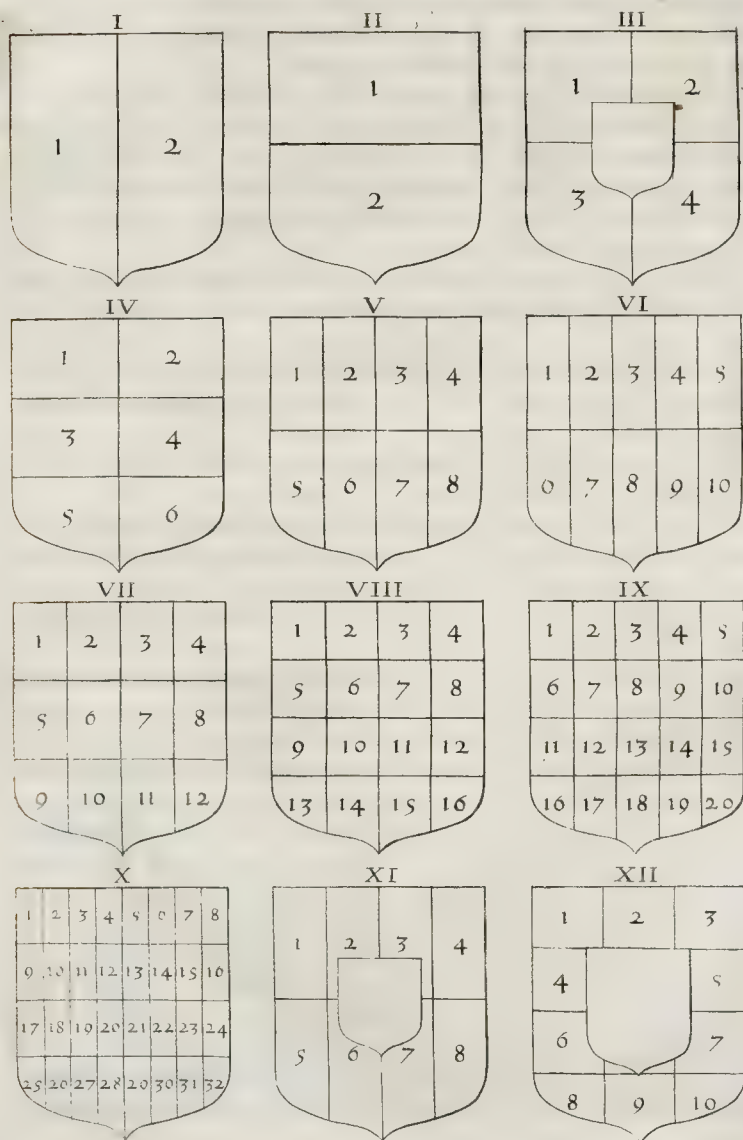 I II III
1 2
1
2
1 2
3 4
IV V VI
1 2
3 4
5 6
1 2 3 4
5 6 7 8
1 2 3 4 5
6 7 8 9 10
VII VIII IX
1 2 3 4
5 6 7 8
9 10 11 12
1 2 3 4
5 6 7 8
9 10 11 12
13 14 15 16
1 2 3 4 5
6 7 8 9 10
11 12 13 14 15
16 17 18 19 20
X XI XII
1 2 3 4 5 6 7 8
9 10 11 12 13 14 15 16
17 18 19 20 21 22 23 24
25 26 27 28 29 30 31 32
1 2 3 4
5 6 7 8
1 2 3
4 5
6 7
8 9 10